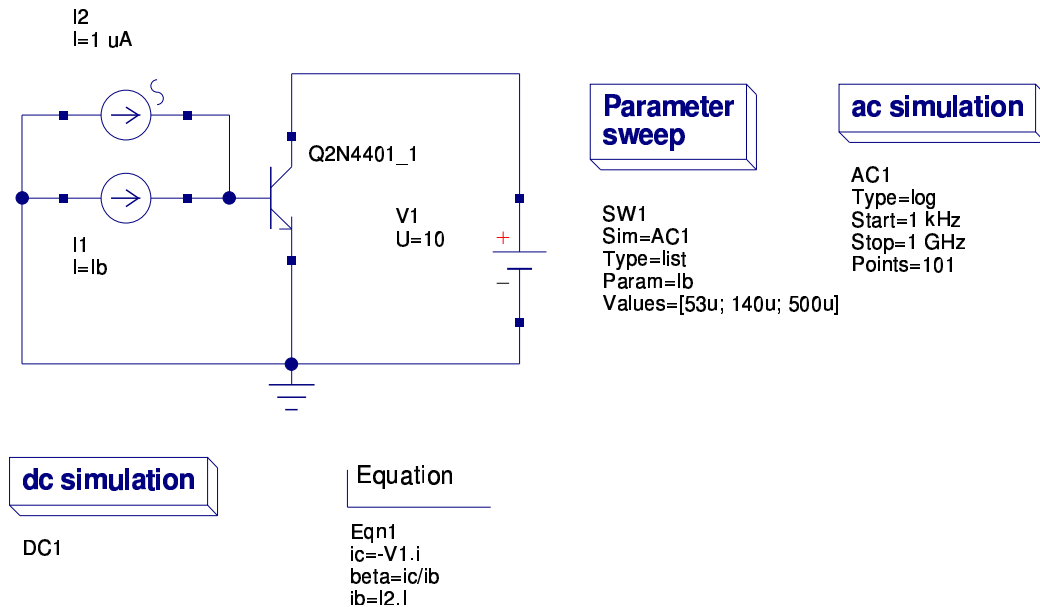 I2
I=1 uA
Q2N4401_1
I1
I=Ib
V1
U=10
+
−
Parameter
sweep
SW1
Sim=AC1
Type=list
Param=Ib
Values=[53u; 140u; 500u]
ac simulation
AC1
Type=log
Start=1 kHz
Stop=1 GHz
Points=101
dc simulation
DC1
Equation
Eqn1
ic=-V1.i
beta=ic/ib
ib=I2.I